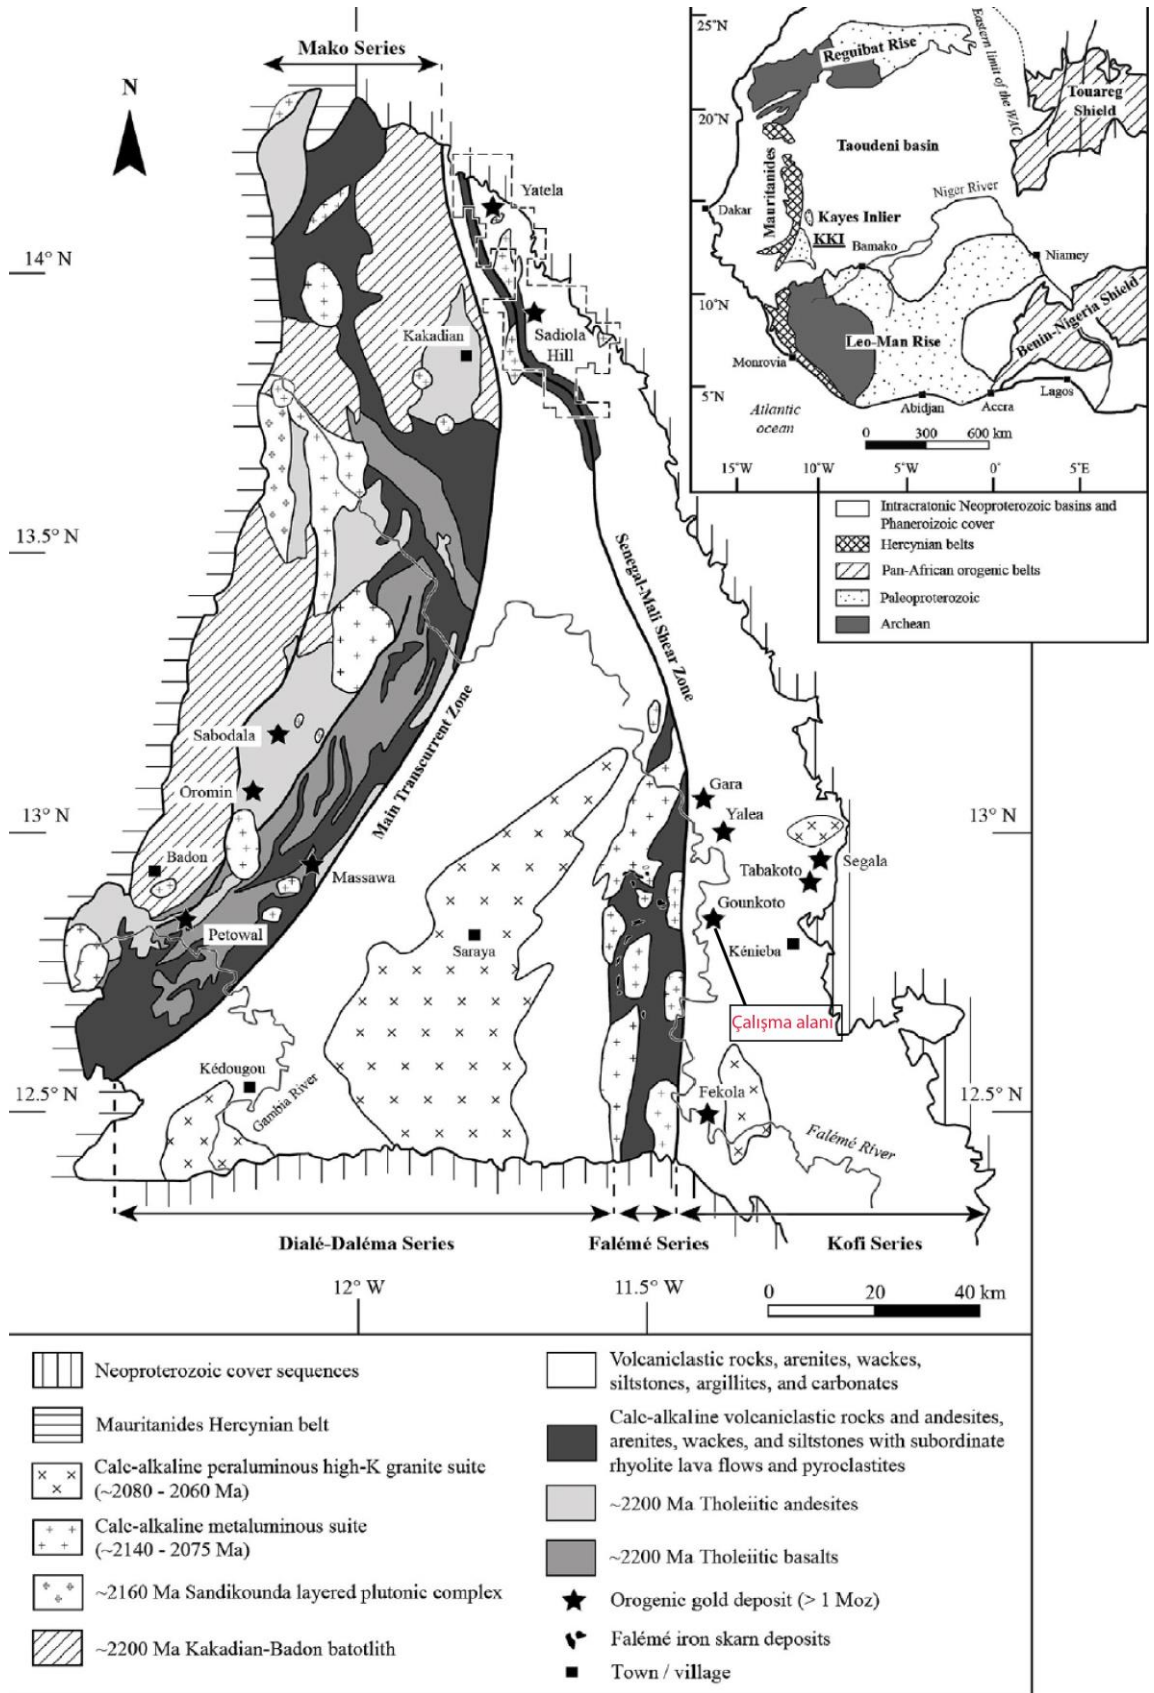 Mako Series
N
14° N
13.5° N
13° N
12.5° N
Yatela
Kakadian
Sadiola
Hill
Senegal-Mali Shear Zone
Main Transcurrent Zone
Sabodala
Oromin
Badon
Massawa
Petowal
Saraya
Kédougou
Gambia River
Gara
Yalea
Tabakoto
Segala
Gounkoto
Kénieba
Çalışma alanı
Fekola
Falémé River
13° N
12.5° N
Dialé-Daléma Series
Falémé Series
Kofi Series
12° W
11.5° W
0 20 40 km
25°N
20°N
10°N
5°N
Reguibat Rise
Eastern limit of the WAC
Touareg
Shield
Taoudeni basin
Mauritanides
Niger River
Dakar
Kayes Inlier
KKI
Bamako
Niamey
Leo-Man Rise
Benin-Nigeria Shield
Monrovia
Atlantic
ocean
Abidjan
Accra
Lagos
0 300 600 km
15°W
10°W
5°W
0°
5°E
Intracratonic Neoproterozoic basins and
Phaneroizoic cover
Hercynian belts
Pan-African orogenic belts
Paleoproterozoic
Archean
Neoproterozoic cover sequences
Mauritanides Hercynian belt
Calc-alkaline peraluminous high-K granite suite
(~2080 - 2060 Ma)
Calc-alkaline metaluminous suite
(~2140 - 2075 Ma)
~2160 Ma Sandikounda layered plutonic complex
~2200 Ma Kakadian-Badon batotlith
Volcaniclastic rocks, arenites, wackes,
siltstones, argillites, and carbonates
Calc-alkaline volcaniclastic rocks and andesites,
arenites, wackes, and siltstones with subordinate
rhyolite lava flows and pyroclastites
~2200 Ma Tholeiitic andesites
~2200 Ma Tholeiitic basalts
Orogenic gold deposit (> 1 Moz)
Falémé iron skarn deposits
Town / village